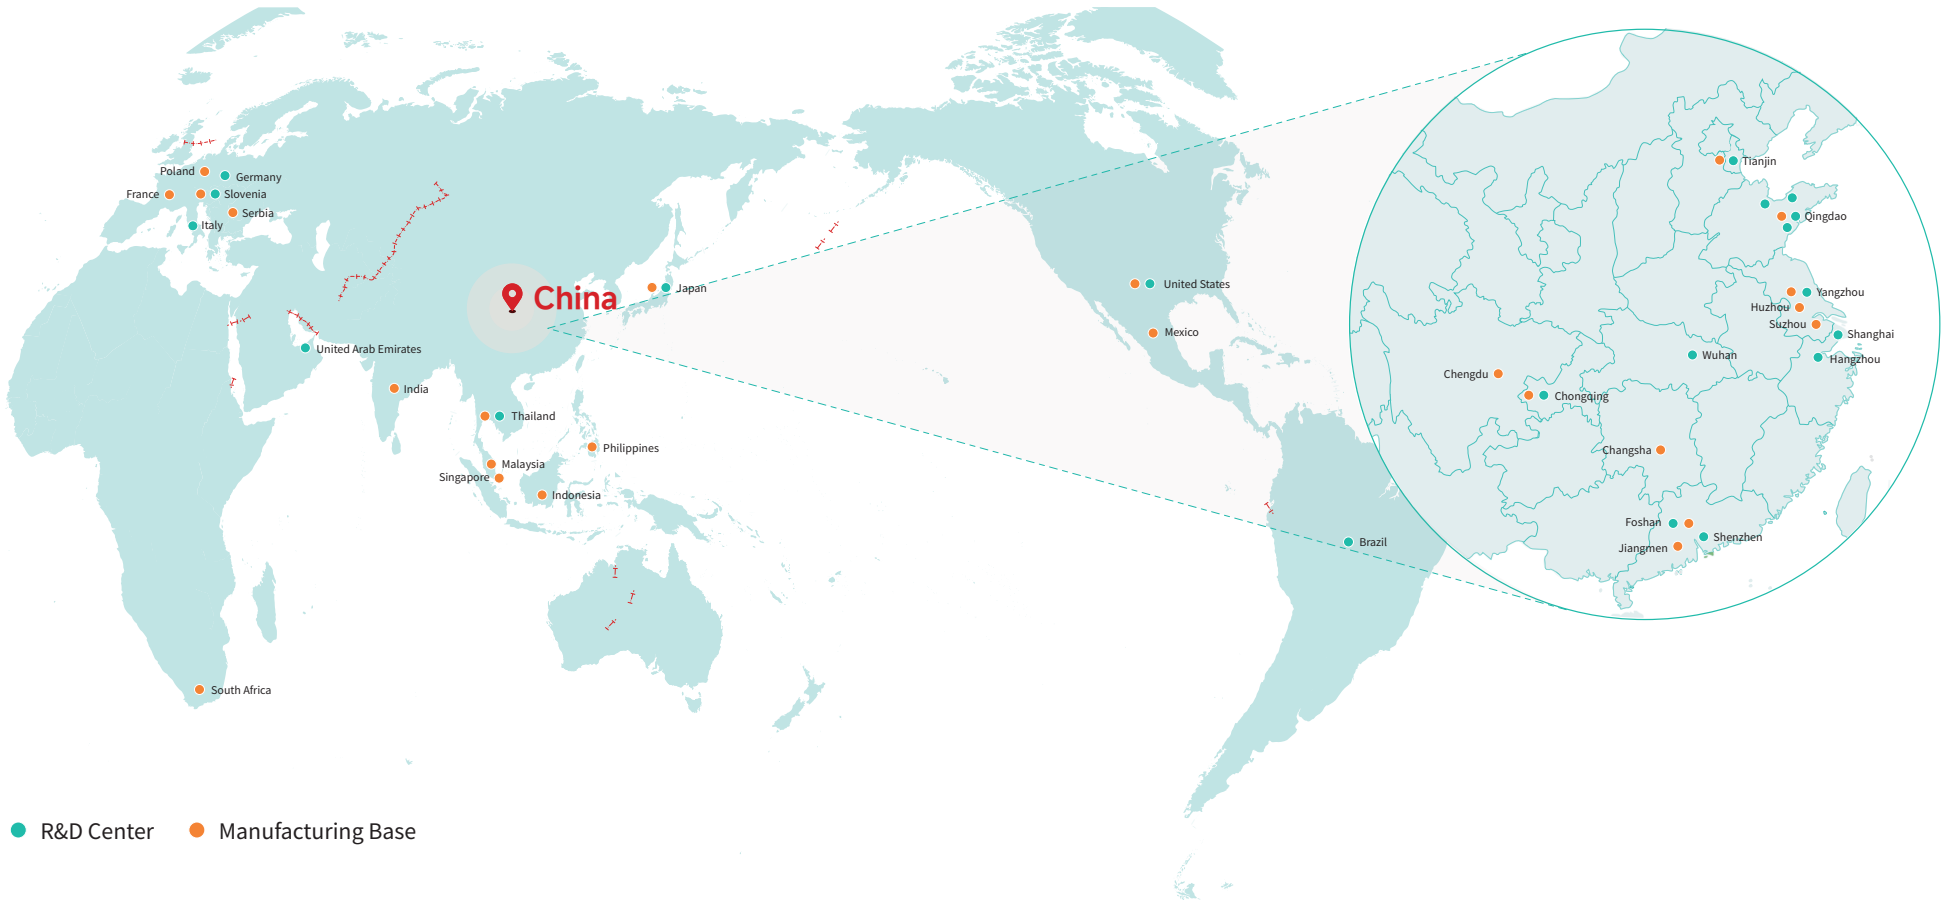 Poland
Germany
France
Slovenia
Serbia
Italy
China
Japan
United Arab Emirates
India
Thailand
Philippines
Malaysia
Singapore
Indonesia
South Africa
United States
Mexico
Brazil
Tianjin
Qingdao
Yangzhou
Huzhou
Suzhou
Shanghai
Wuhan
Hangzhou
Chengdu
Chongqing
Changsha
Foshan
Shenzhen
Jiangmen
R&D Center
Manufacturing Base